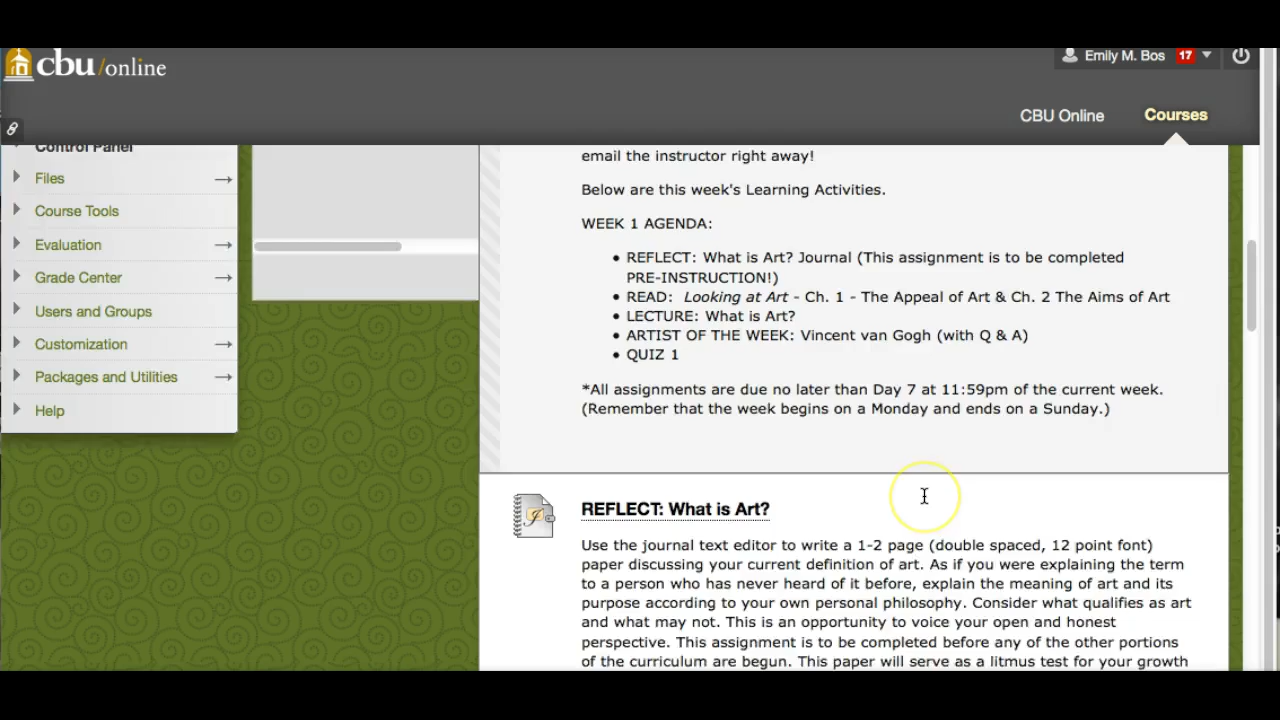 cbu/online
Emily M. Bos 17
CBU Online Courses
Control Panel
Files
Course Tools
Evaluation
Grade Center
Users and Groups
Customization
Packages and Utilities
Help
email the instructor right away!
Below are this week's Learning Activities.
WEEK 1 AGENDA:
• REFLECT: What is Art? Journal (This assignment is to be completed
PRE-INSTRUCTION!)
• READ: Looking at Art - Ch. 1 - The Appeal of Art & Ch. 2 The Aims of Art
• LECTURE: What is Art?
• ARTIST OF THE WEEK: Vincent van Gogh (with Q & A)
• QUIZ 1
*All assignments are due no later than Day 7 at 11:59pm of the current week.
(Remember that the week begins on a Monday and ends on a Sunday.)
REFLECT: What is Art?
Use the journal text editor to write a 1-2 page (double spaced, 12 point font)
paper discussing your current definition of art. As if you were explaining the term
to a person who has never heard of it before, explain the meaning of art and its
purpose according to your own personal philosophy. Consider what qualifies as art
and what may not. This is an opportunity to voice your open and honest
perspective. This assignment is to be completed before any of the other portions
of the curriculum are begun. This paper will serve as a litmus test for your growth